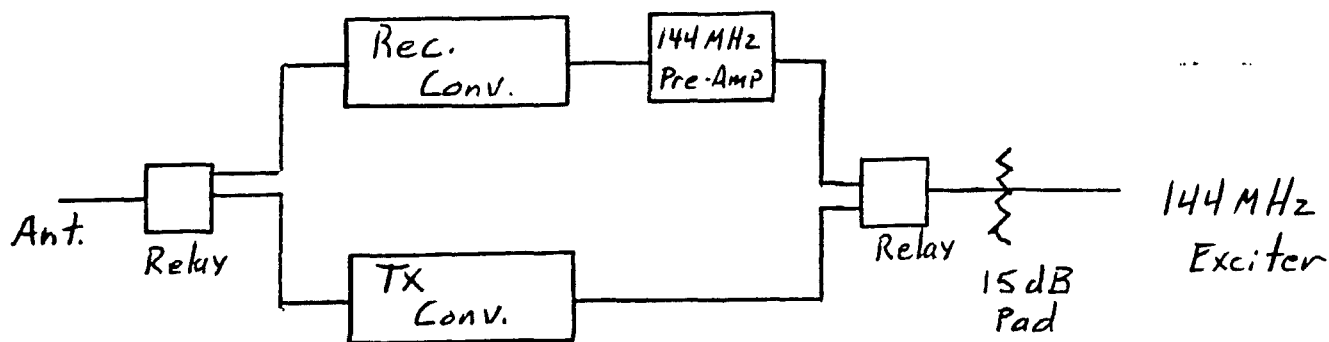 Rec.
Conv.
144 MHz
Pre-Amp
Ant.
Relay
TX
Conv.
Relay
15 dB
Pad
144 MHz
Exciter